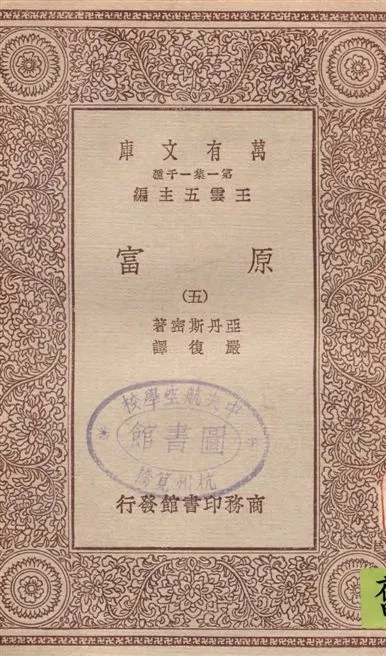 萬有文庫
第一集一千種
王雲五主編
原富
(五)
亞丹斯密著
嚴復譯
中央航空學校
圖書館
杭州筧橋
商務印書館發行